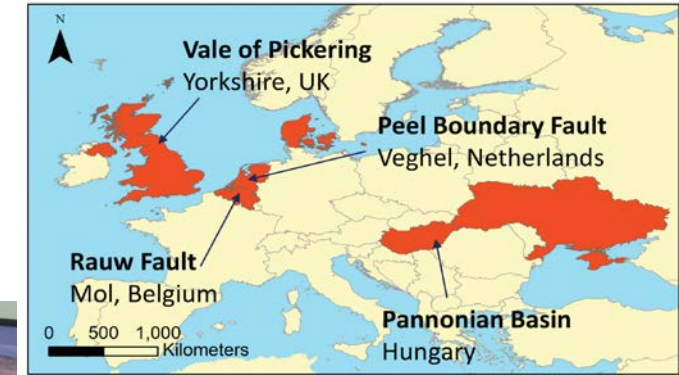 N
Vale of Pickering
Yorkshire, UK
Peel Boundary Fault
Veghel, Netherlands
Rauw Fault
Mol, Belgium
Pannonian Basin
Hungary
0 500 1,000
Kilometers